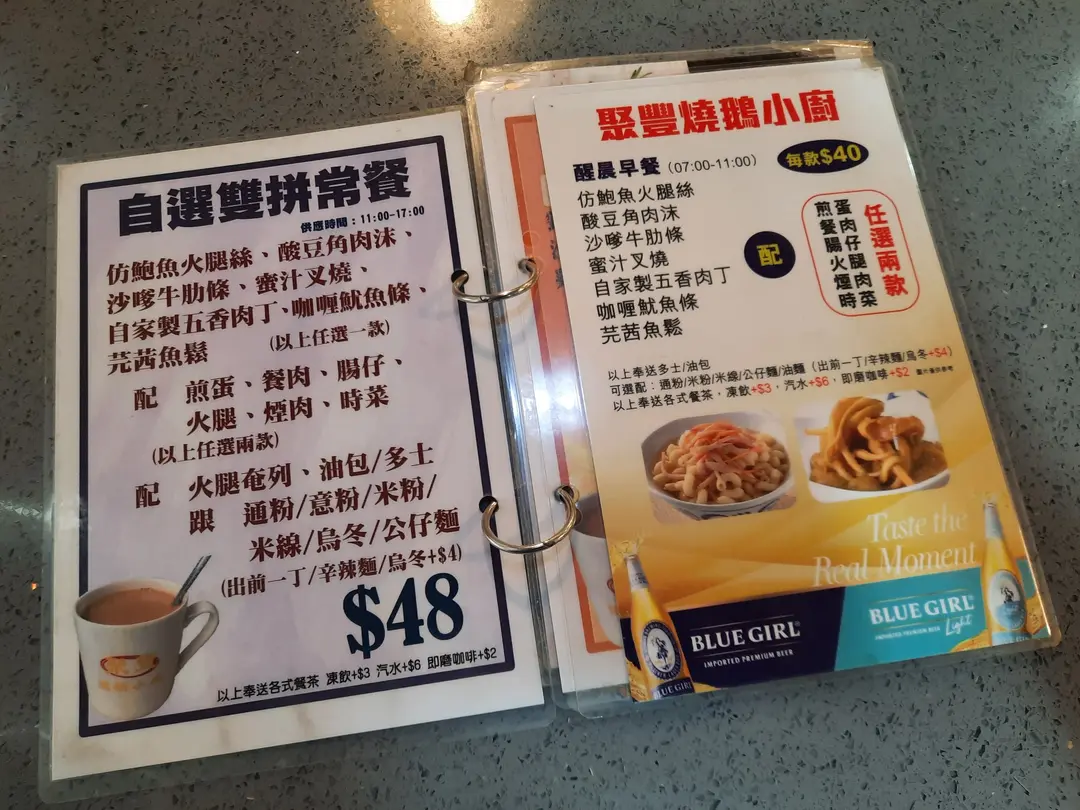 自選雙拼常餐
供應時間：11:00-17:00
仿鮑魚火腿絲、酸豆角肉沫、
沙嗲牛肋條、蜜汁叉燒、
自家製五香肉丁、咖喱魷魚條、
芫茜魚鬆 (以上任選一款)
配 煎蛋、餐肉、腸仔、
火腿、煙肉、時菜
(以上任選兩款)
配 火腿奄列、油包/多士
跟 通粉/意粉/米粉/
米線/烏冬/公仔麵
(出前一丁/辛辣麵/烏冬+$4)
$48
以上奉送各式餐茶 凍飲+$3 汽水+$6 即磨咖啡+$2
聚豐燒鵝小廚
醒晨早餐 (07:00-11:00) 每款$40
仿鮑魚火腿絲
酸豆角肉沫
沙嗲牛肋條
蜜汁叉燒
自家製五香肉丁
咖喱魷魚條
芫茜魚鬆
配
任選兩款
煎蛋
餐肉
腸仔
火腿
煙肉
時菜
以上奉送多士/油包
可選配：通粉/米粉/米線/公仔麵/油麵 (出前一丁/辛辣麵/烏冬+$4)
以上奉送各式餐茶，凍飲+$3，汽水+$6，即磨咖啡+$2 圖片僅供參考
Taste the
Real Moment
BLUE GIRL
IMPORTED PREMIUM BEER
BLUE GIRL
Light
IMPORTED PREMIUM BEER
BLUE GIRL